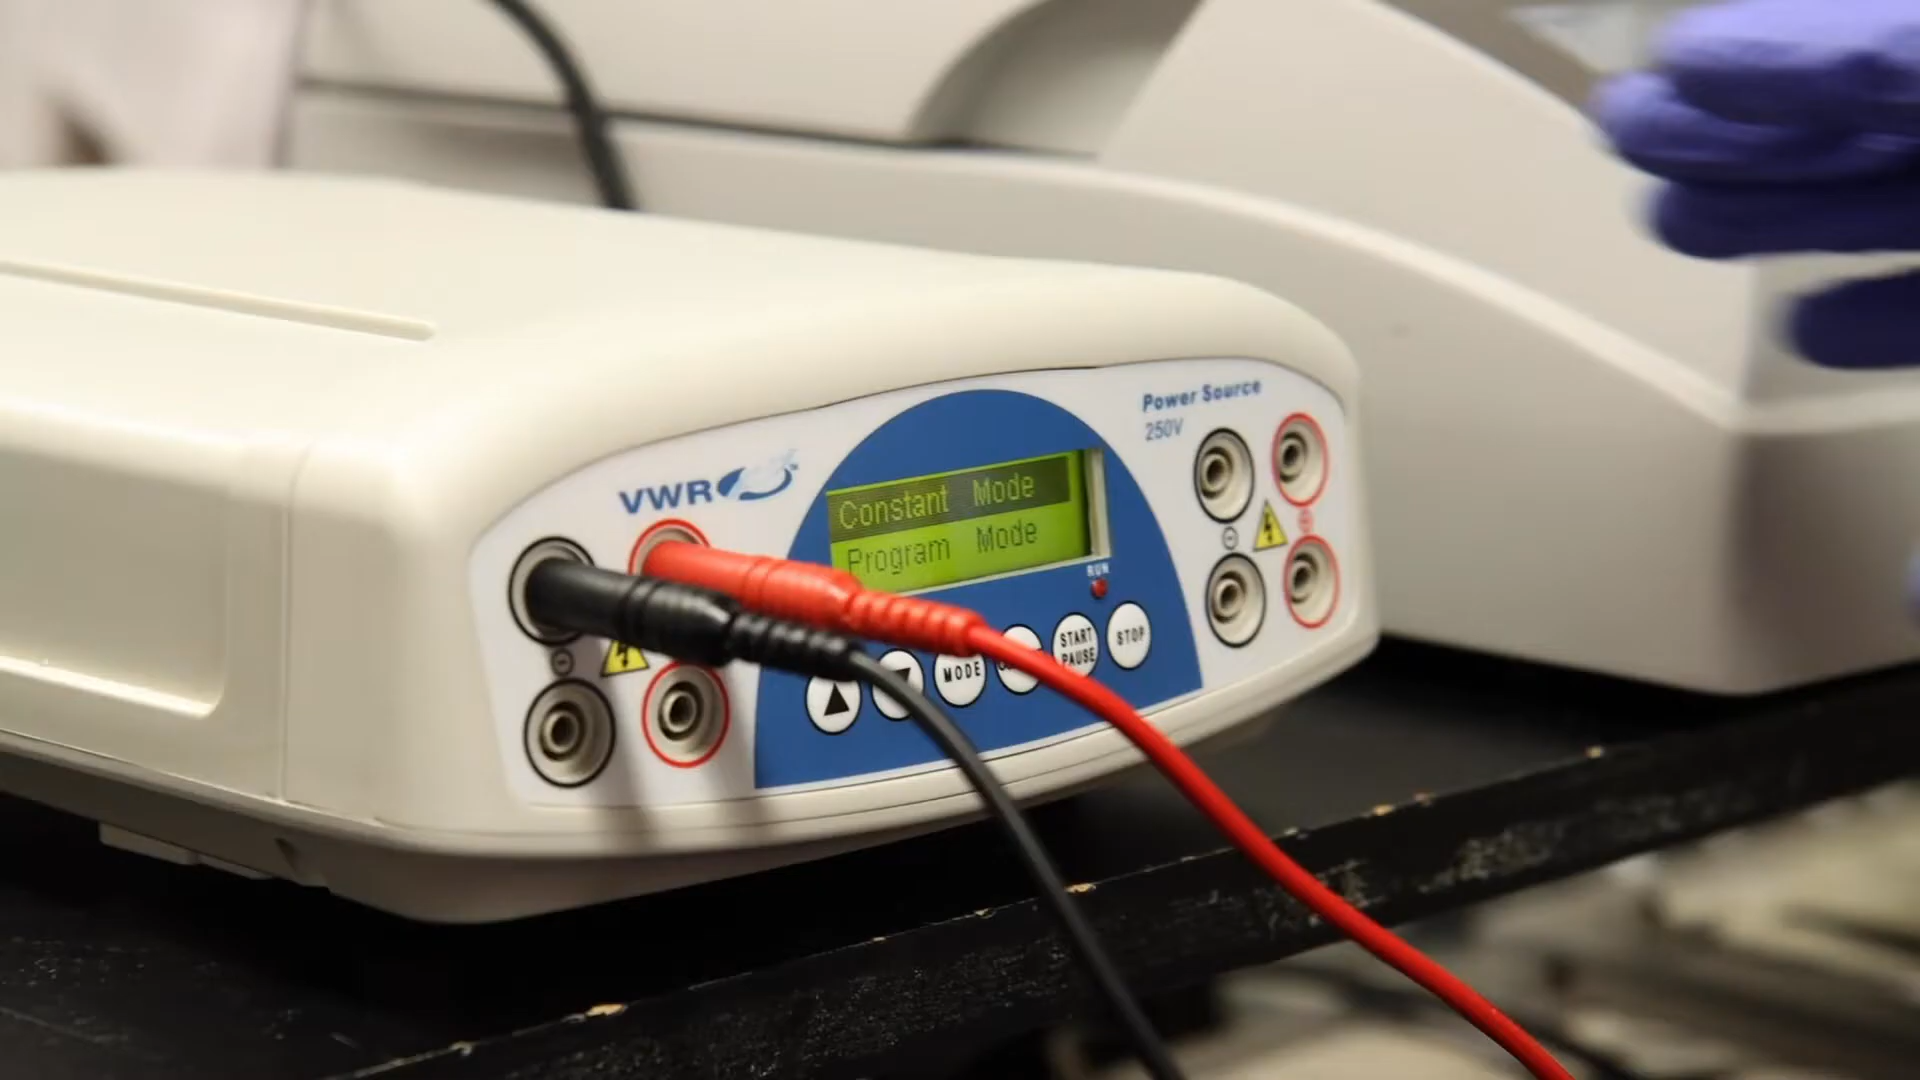 VWR
Constant Mode
Program Mode
Power Source
250V
RUN
MODE
START
PAUSE
STOP